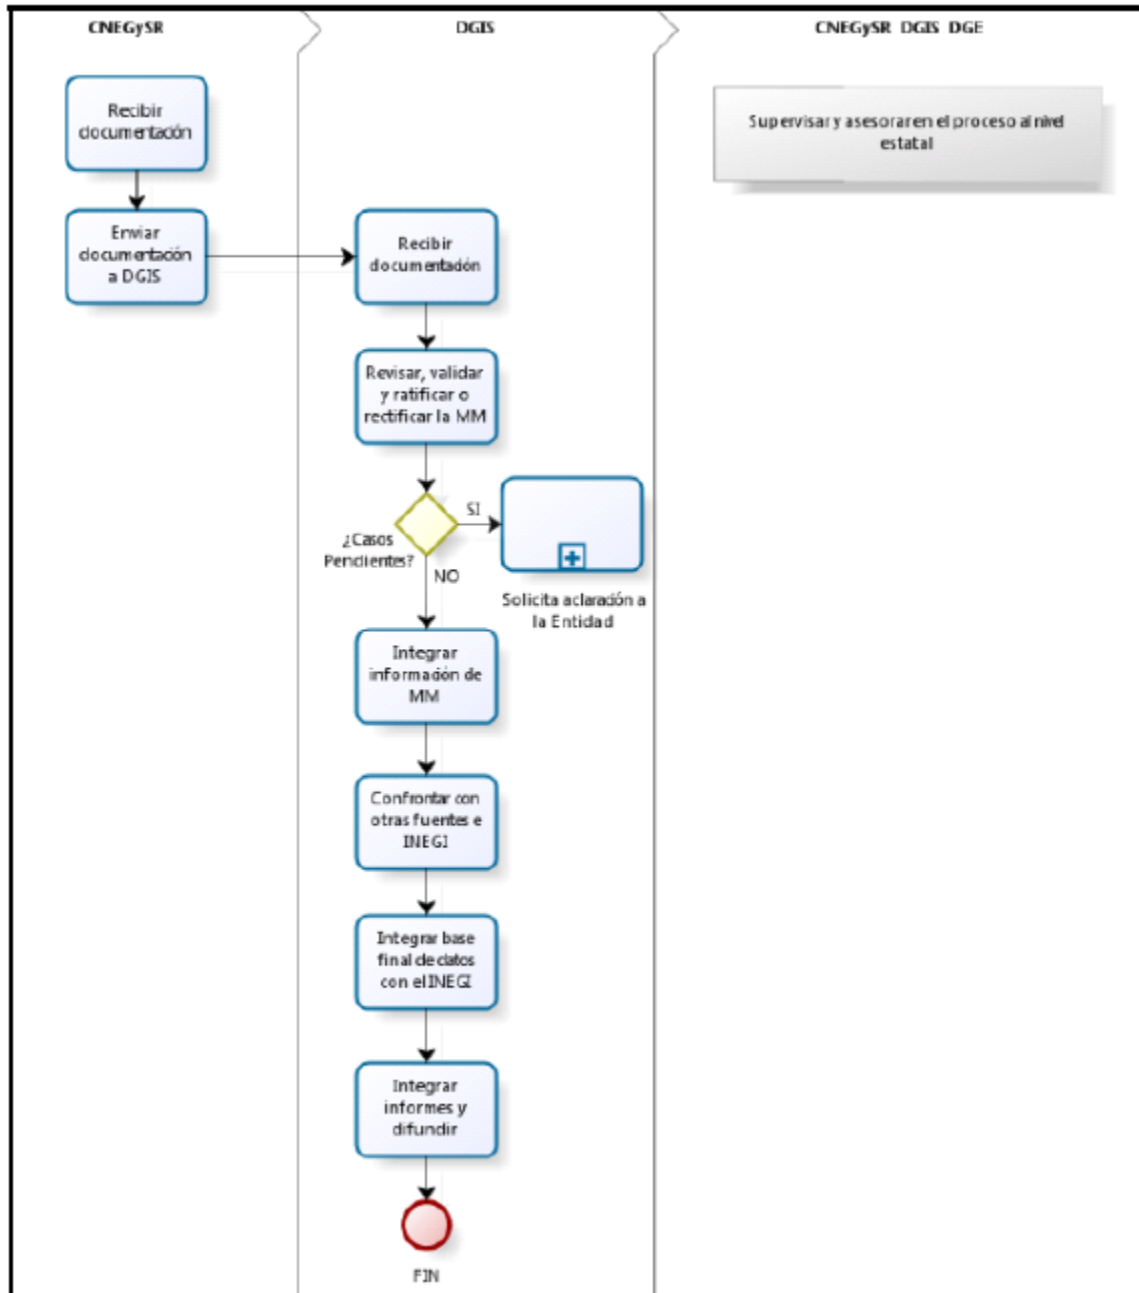 CNEGySR
DGIS
CNEGySR DGIS DGE
Recibir
documentación
Supervisar y asesorar en el proceso al nivel
estatal
Enviar
documentación
a DGIS
Recibir
documentación
Revisar, validar
y ratificar o
rectificar la MM
¿Casos
Pendientes?
SI
NO
Solicita aclaración a
la Entidad
Integrar
información de
MM
Confrontar con
otras fuentes e
INEGI
Integrar base
final de datos
con el INEGI
Integrar
informes y
difundir
FIN